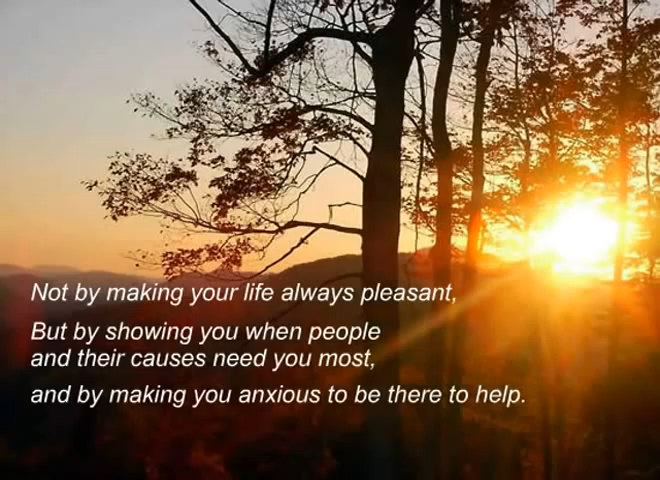 Not by making your life always pleasant,
But by showing you when people
and their causes need you most,
and by making you anxious to be there to help.